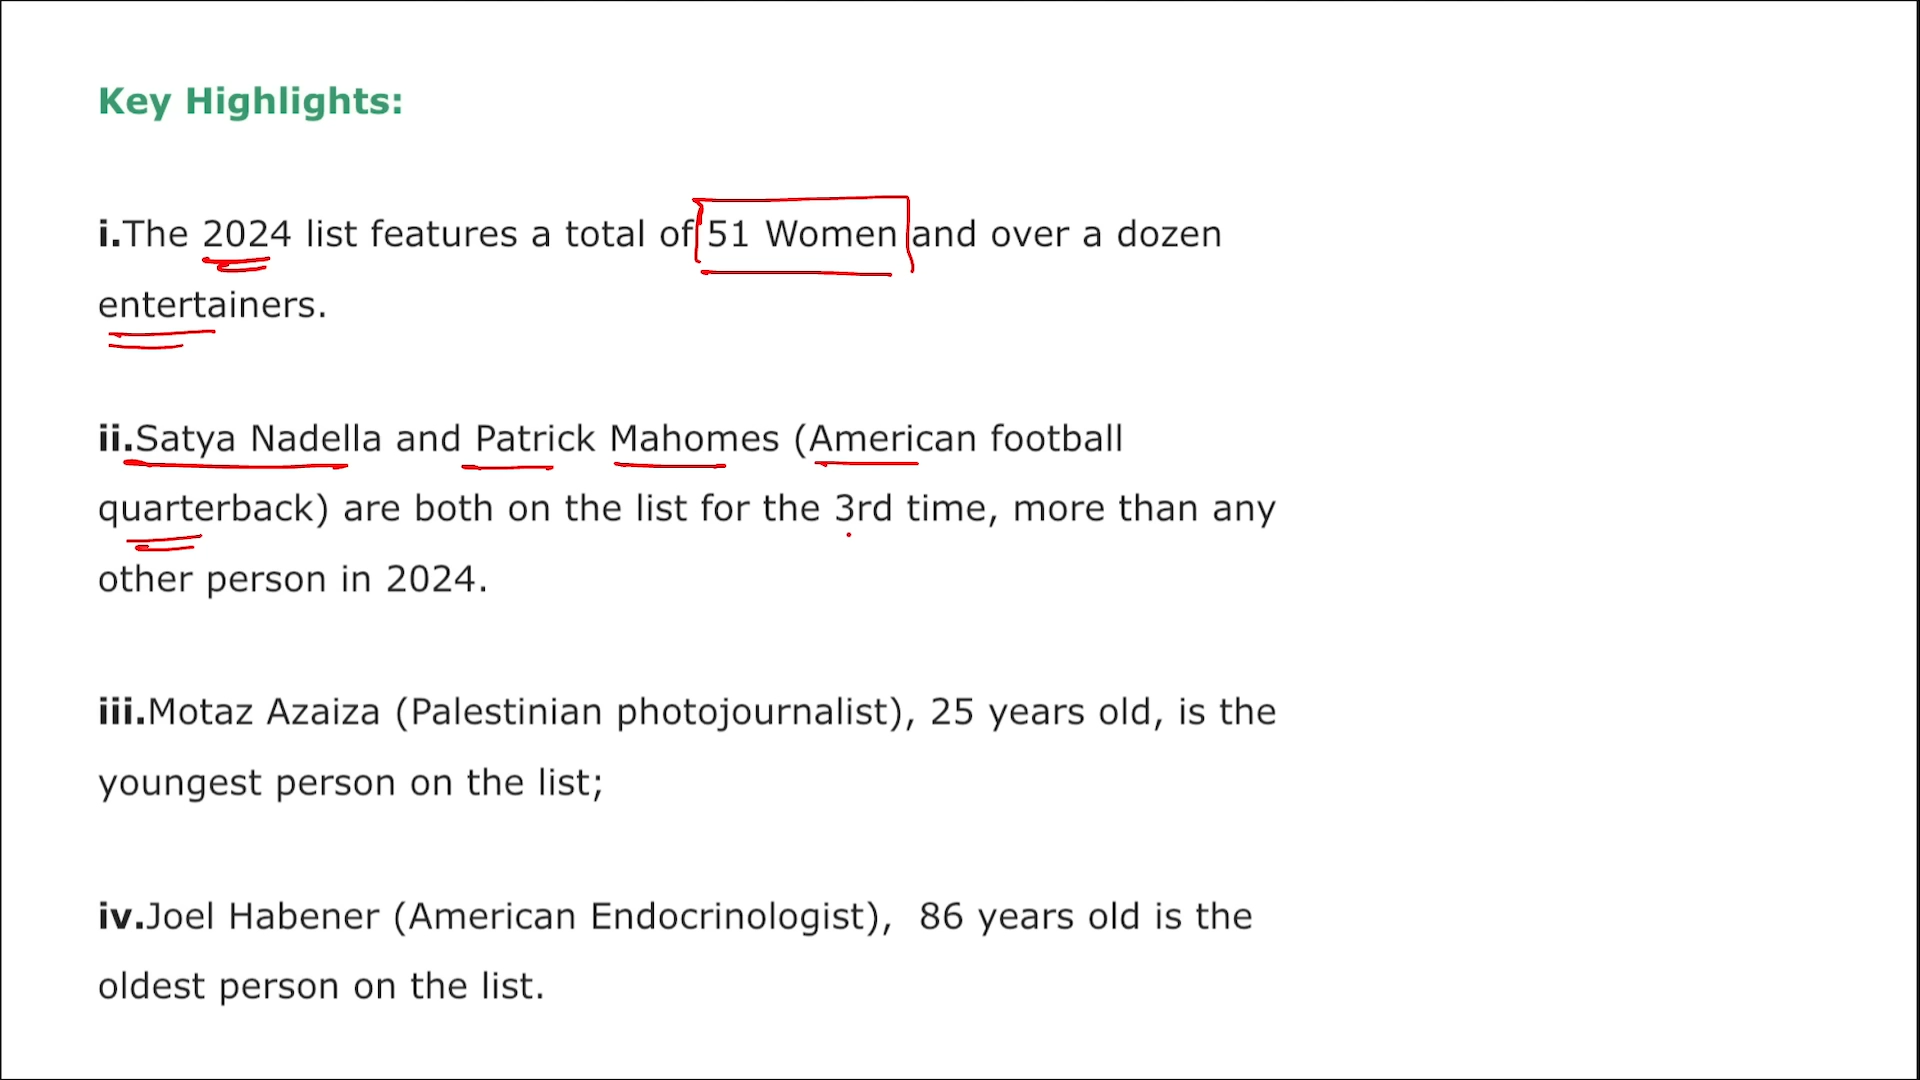 Key Highlights:
i.The 2024 list features a total of 51 Women and over a dozen
entertainers.
ii.Satya Nadella and Patrick Mahomes (American football
quarterback) are both on the list for the 3rd time, more than any
other person in 2024.
iii.Motaz Azaiza (Palestinian photojournalist), 25 years old, is the
youngest person on the list;
iv.Joel Habener (American Endocrinologist),  86 years old is the
oldest person on the list.